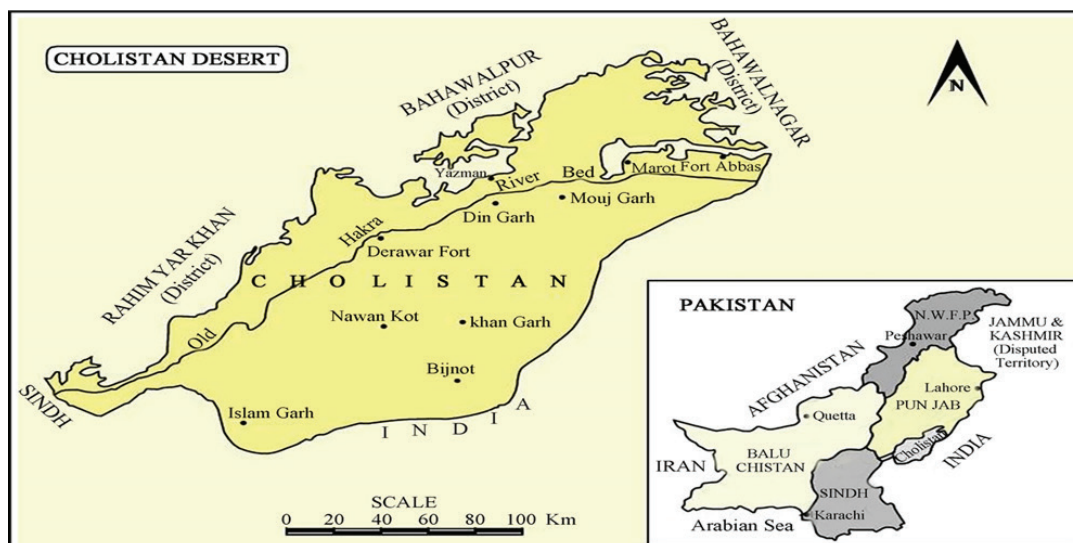 CHOLISTAN DESERT
BAHAWALPUR
(District)
BAHAWALNAGAR
(District)
N
Yazman
Marot
Fort Abbas
Old Hakra River Bed
Din Garh
Mouj Garh
Derawar Fort
RAHIM YAR KHAN
(District)
CHOLISTAN
Nawan Kot
khan Garh
Bijnot
Islam Garh
SINDH
INDIA
SCALE
0 20 40 60 80 100 Km
PAKISTAN
N.W.F.P.
Peshawar
JAMMU &
KASHMIR
(Disputed
Territory)
AFGHANISTAN
Lahore
PUN JAB
Quetta
Cholistan
INDIA
IRAN
BALU
CHISTAN
SINDH
Karachi
Arabian Sea